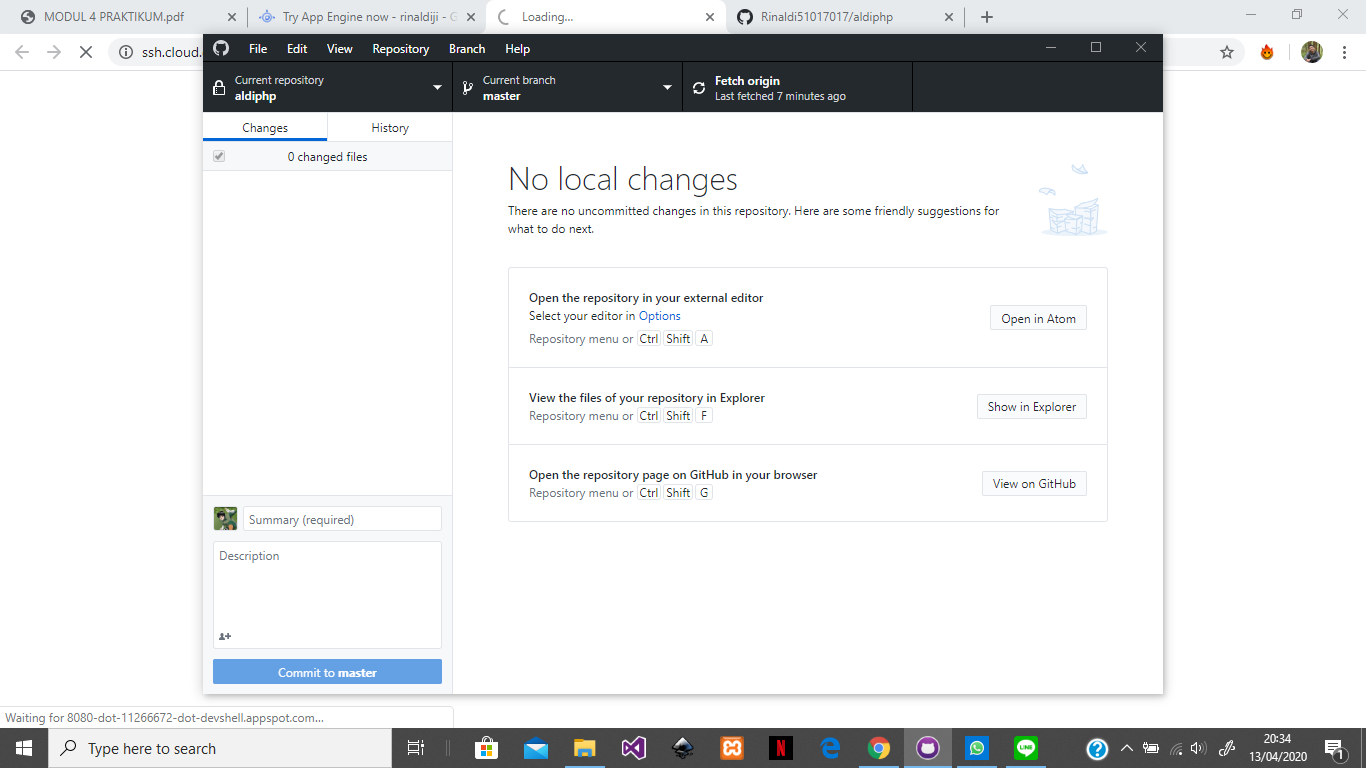 MODUL 4 PRAKTIKUM.pdf
Try App Engine now - rinaldiji - G
Loading...
Rinaldi51017017/aldiphp
ssh.cloud.
File Edit View Repository Branch Help
Current repository
aldiphp
Current branch
master
Fetch origin
Last fetched 7 minutes ago
Changes
History
0 changed files
No local changes
There are no uncommitted changes in this repository. Here are some friendly suggestions for
what to do next.
Open the repository in your external editor
Select your editor in Options
Repository menu or Ctrl Shift A
Open in Atom
View the files of your repository in Explorer
Repository menu or Ctrl Shift F
Show in Explorer
Open the repository page on GitHub in your browser
Repository menu or Ctrl Shift G
View on GitHub
Summary (required)
Description
Commit to master
Waiting for 8080-dot-11266672-dot-devshell.appspot.com...
Type here to search
N
LINE
20:34
13/04/2020
1